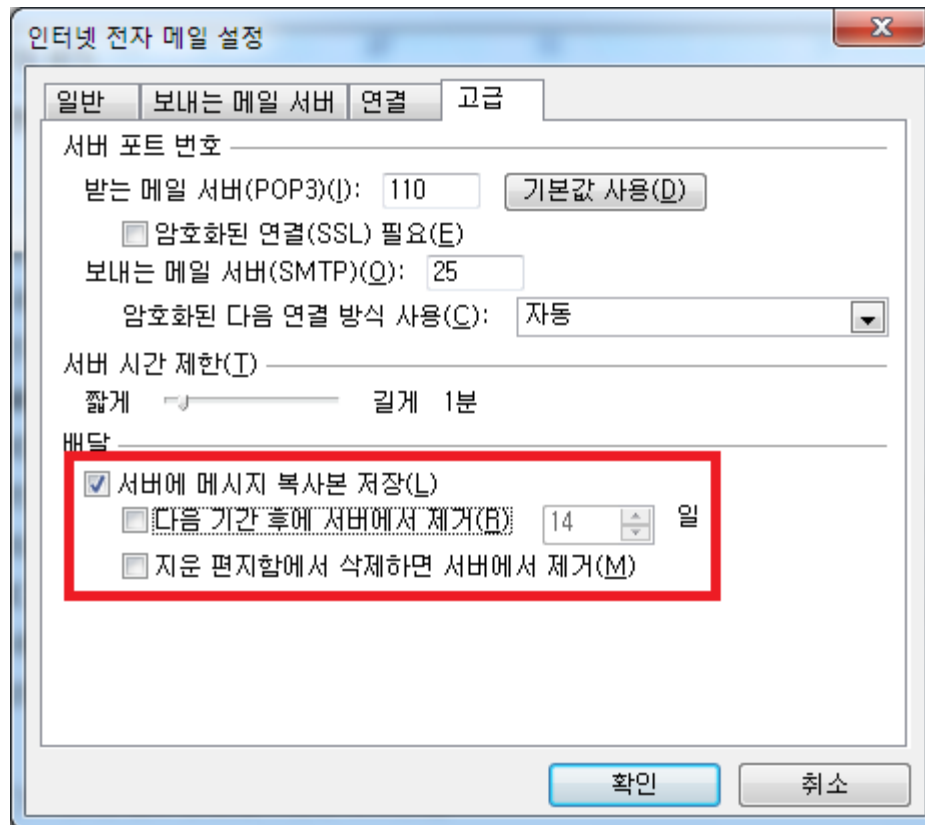 인터넷 전자 메일 설정
일반 보내는 메일 서버 연결 고급
서버 포트 번호
받는 메일 서버(POP3)(I): 110 기본값 사용(D)
암호화된 연결(SSL) 필요(E)
보내는 메일 서버(SMTP)(O): 25
암호화된 다음 연결 방식 사용(C): 자동
서버 시간 제한(T)
짧게 길게 1분
배달
서버에 메시지 복사본 저장(L)
다음 기간 후에 서버에서 제거(R) 14 일
지운 편지함에서 삭제하면 서버에서 제거(M)
확인 취소